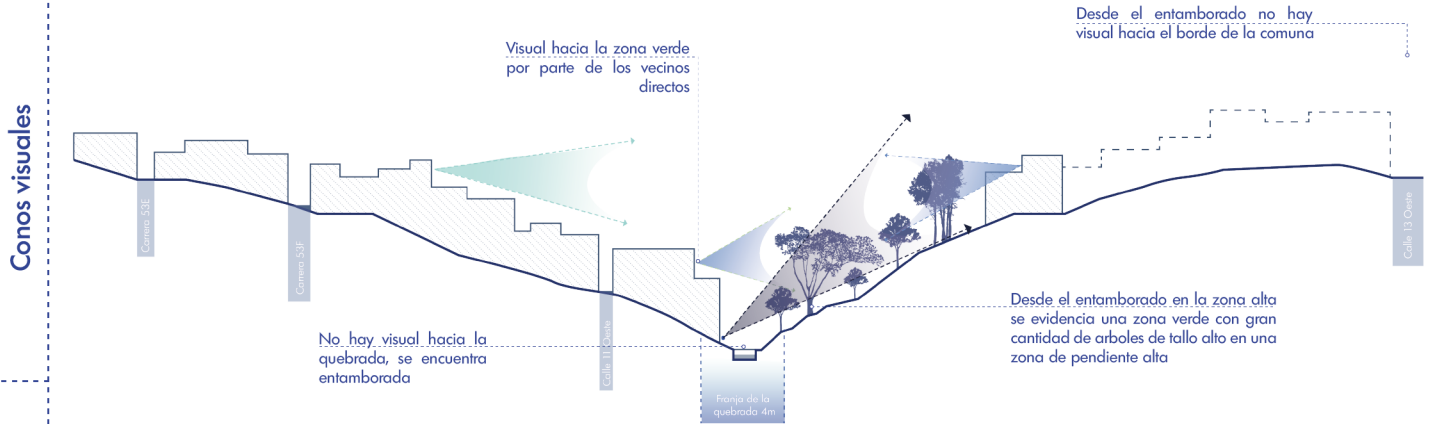 Conos visuales
Desde el entamborado no hay
visual hacia el borde de la comuna
Visual hacia la zona verde
por parte de los vecinos
directos
Carrera 53E
Carrera 53F
Calle 11 Oeste
Calle 13 Oeste
No hay visual hacia la
quebrada, se encuentra
entamborada
Desde el entamborado en la zona alta
se evidencia una zona verde con gran
cantidad de arboles de tallo alto en una
zona de pendiente alta
Franja de la
quebrada 4m